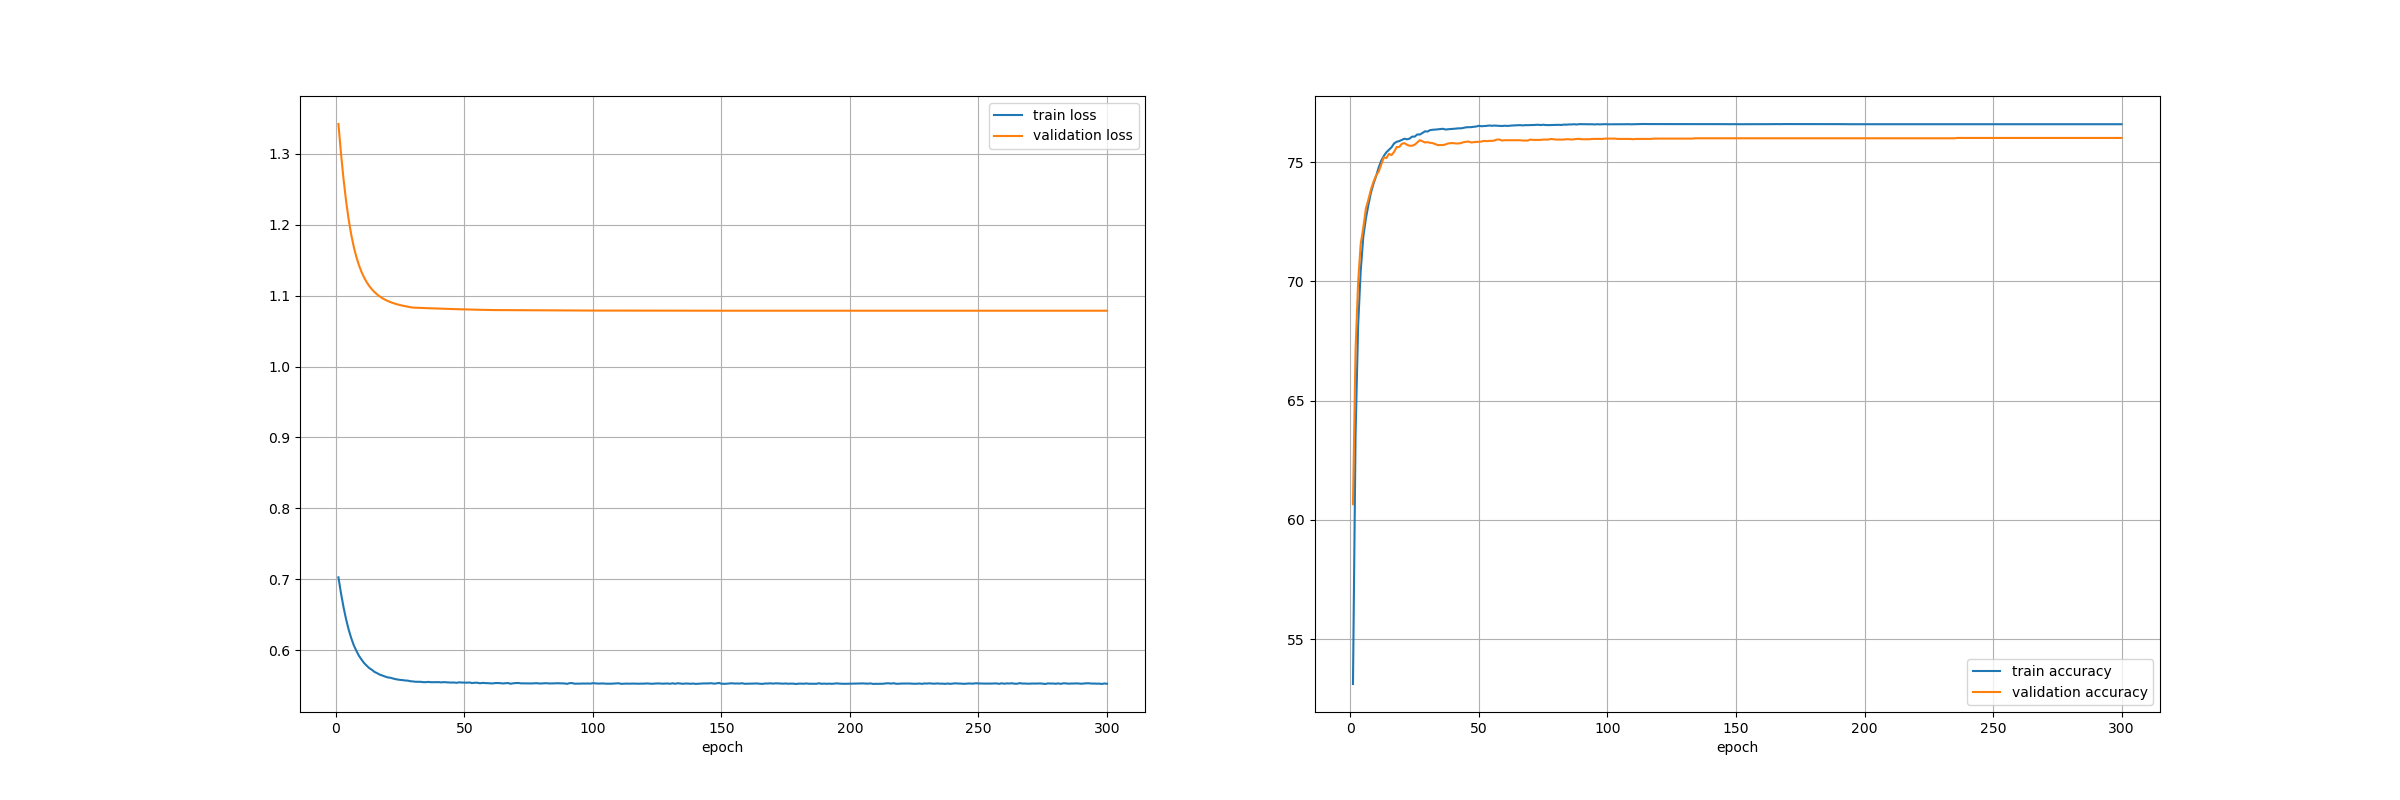 train loss
validation loss
1.3
1.2
1.1
1.0
0.9
0.8
0.7
0.6
0 50 100 150 200 250 300
epoch
75
70
65
60
55
train accuracy
validation accuracy
0 50 100 150 200 250 300
epoch